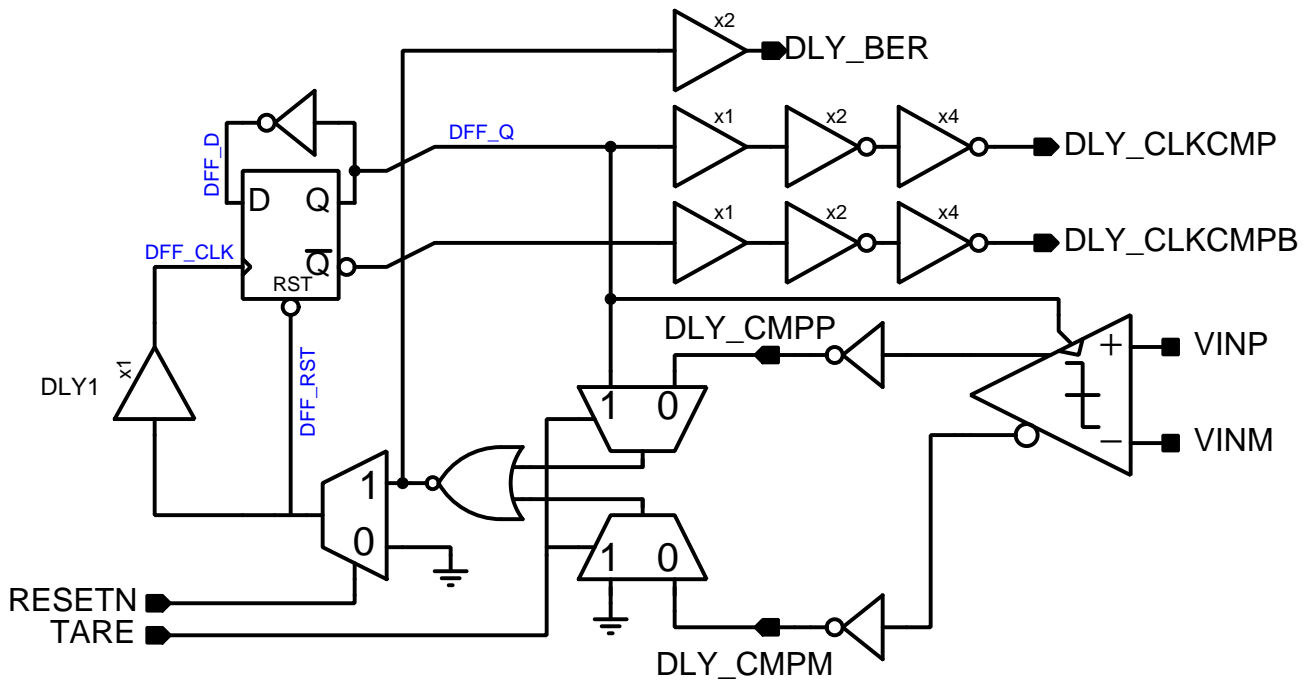 x2
DLY_BER
x1
x2
x4
DLY_CLKCMP
DFF_Q
DFF_D
D
Q
x1
x2
x4
DLY_CLKCMPB
DFF_CLK
Q
RST
DLY_CMPP
+
VINP
x1
DLY1
DFF_RST
1
0
−
VINM
1
0
1
0
RESETN
TARE
DLY_CMPM